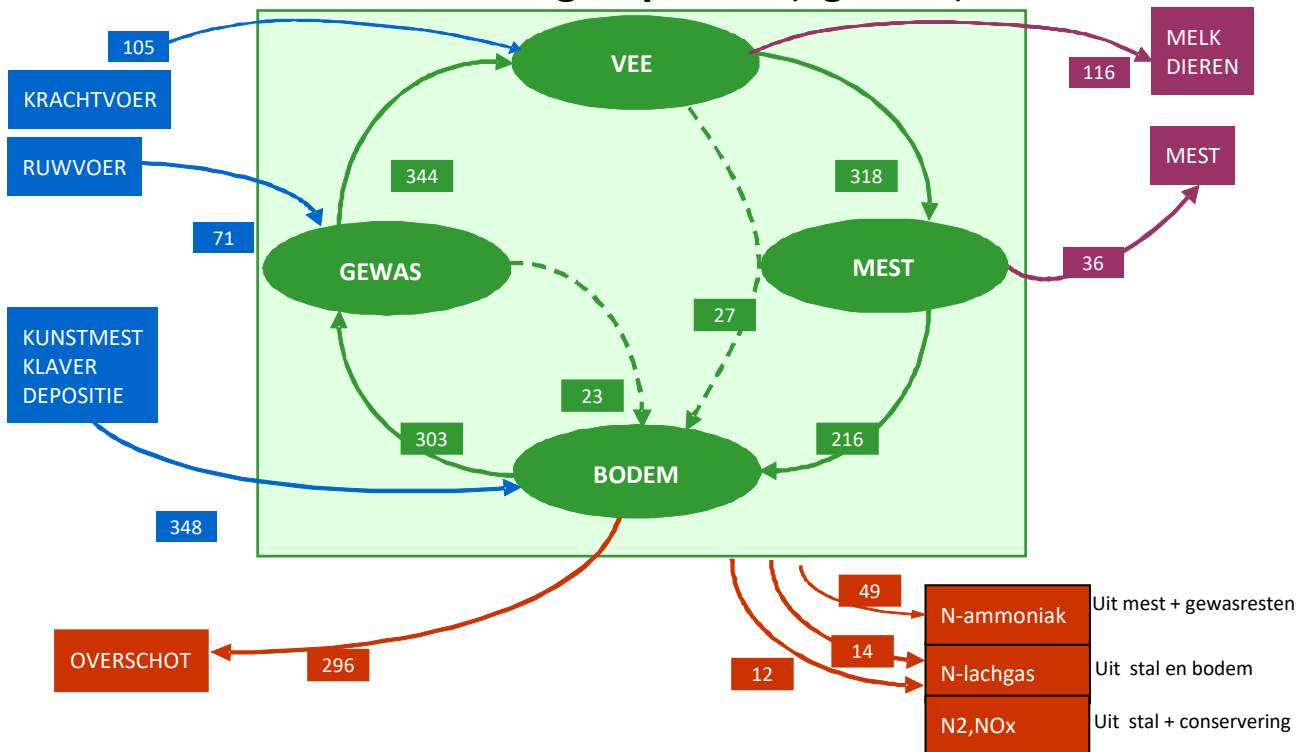 105
VEE
MELK
DIEREN
116
KRACHTVOER
RUWVOER
344
318
MEST
71
GEWAS
MEST
36
KUNSTMEST
KLAVER
DEPOSITIE
27
23
303
216
BODEM
348
49
N-ammoniak
Uit mest + gewasresten
OVERSCHOT
296
14
12
N-lachgas
Uit stal en bodem
N2,NOx
Uit stal + conservering